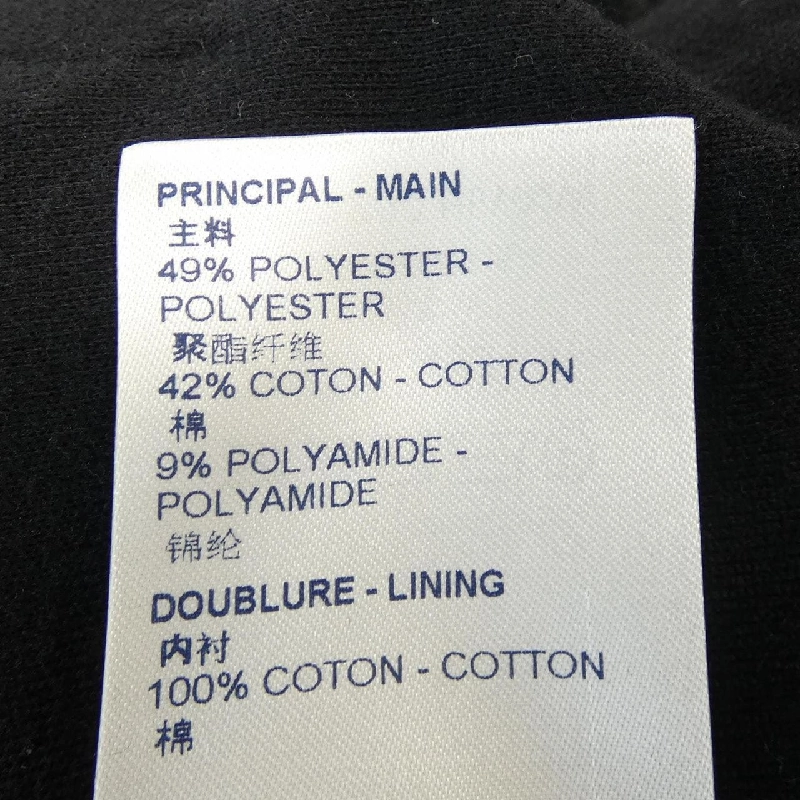 PRINCIPAL - MAIN
主料
49% POLYESTER -
POLYESTER
聚酯纤维
42% COTON - COTTON
棉
9% POLYAMIDE -
POLYAMIDE
锦纶
DOUBLURE - LINING
内衬
100% COTON - COTTON
棉